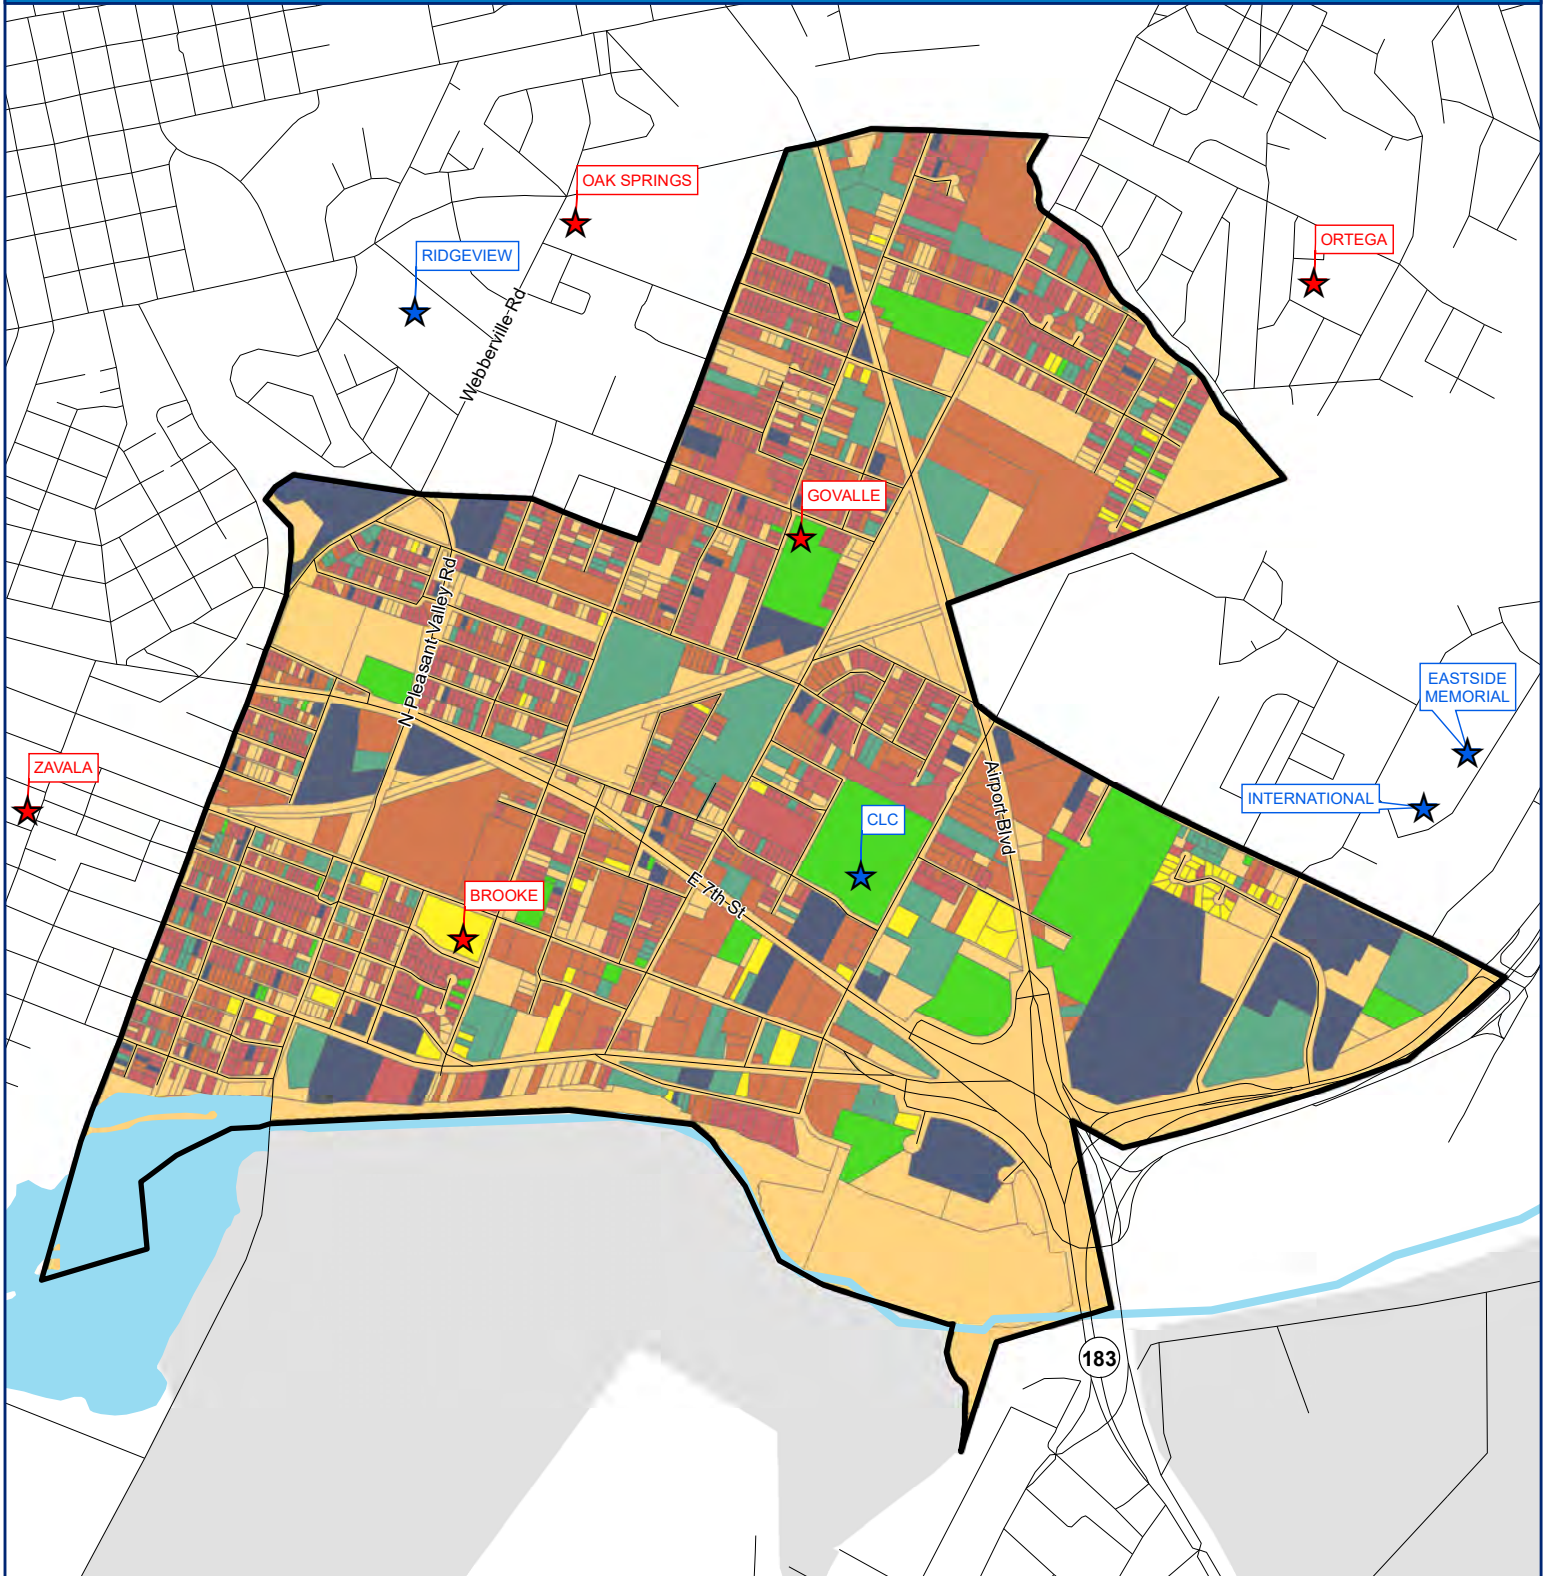 OAK SPRINGS
RIDGEVIEW
ORTEGA
Webberville Rd
GOVALLE
N Pleasant Valley Rd
EASTSIDE
MEMORIAL
ZAVALA
INTERNATIONAL
Airport Blvd
CLC
E 7th St
BROOKE
183